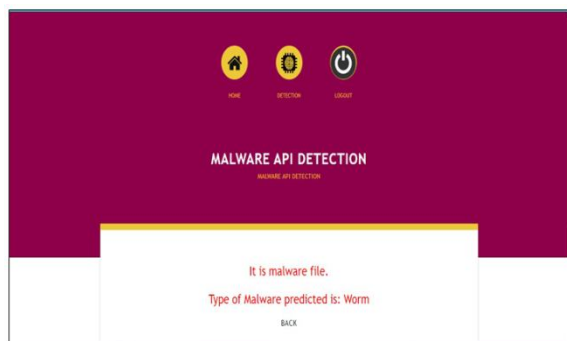 HOME DETECTION LOGOUT
MALWARE API DETECTION
MALWARE API DETECTION
It is malware file.
Type of Malware predicted is: Worm
BACK